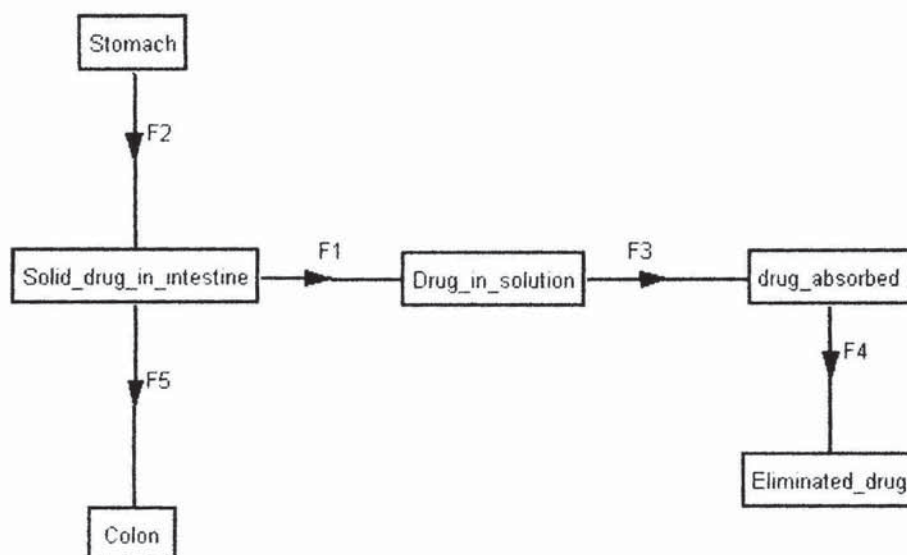 Stomach
F2
Solid_drug_in_intestine
F1
Drug_in_solution
F3
drug_absorbed
F4
F5
Eliminated_drug
Colon